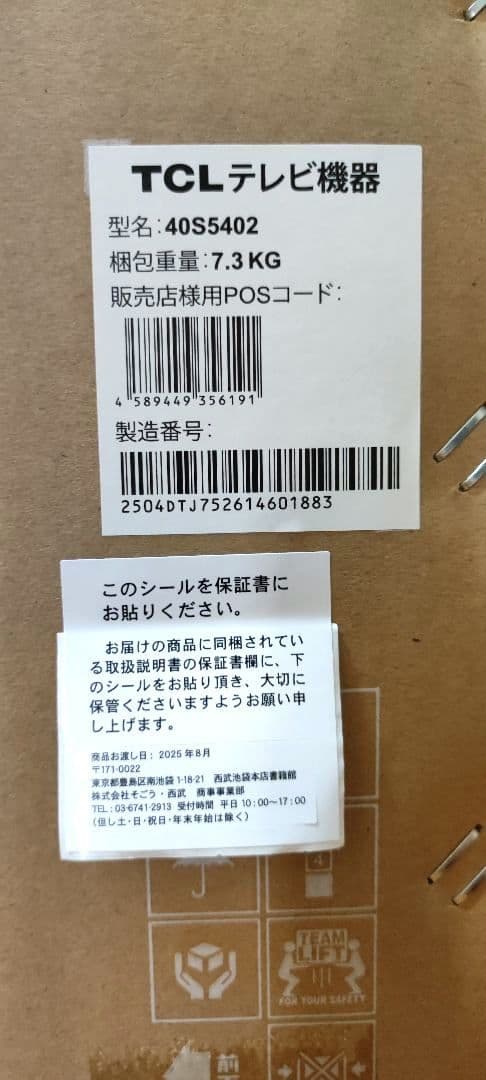 TCLテレビ機器
型名:40S5402
梱包重量:7.3KG
販売店様用POSコード:
4 589449 356191
製造番号:
2504DTJ752614601883
このシールを保証書に
お貼りください。
お届けの商品に同梱されてい
る取扱説明書の保証書欄に、下
のシールをお貼り頂き、大切に
保管くださいますようお願い申
し上げます。
商品お渡し日: 2025年8月
〒171-0022
東京都豊島区南池袋1-18-21 西武池袋本店書籍館
株式会社そごう・西武 商事事業部
TEL:03-6741-2913 受付時間 平日10:00〜17:00
(但し土・日・祝日・年末年始は除く)
4
TEAM
LIFT
FOR YOUR SAFETY